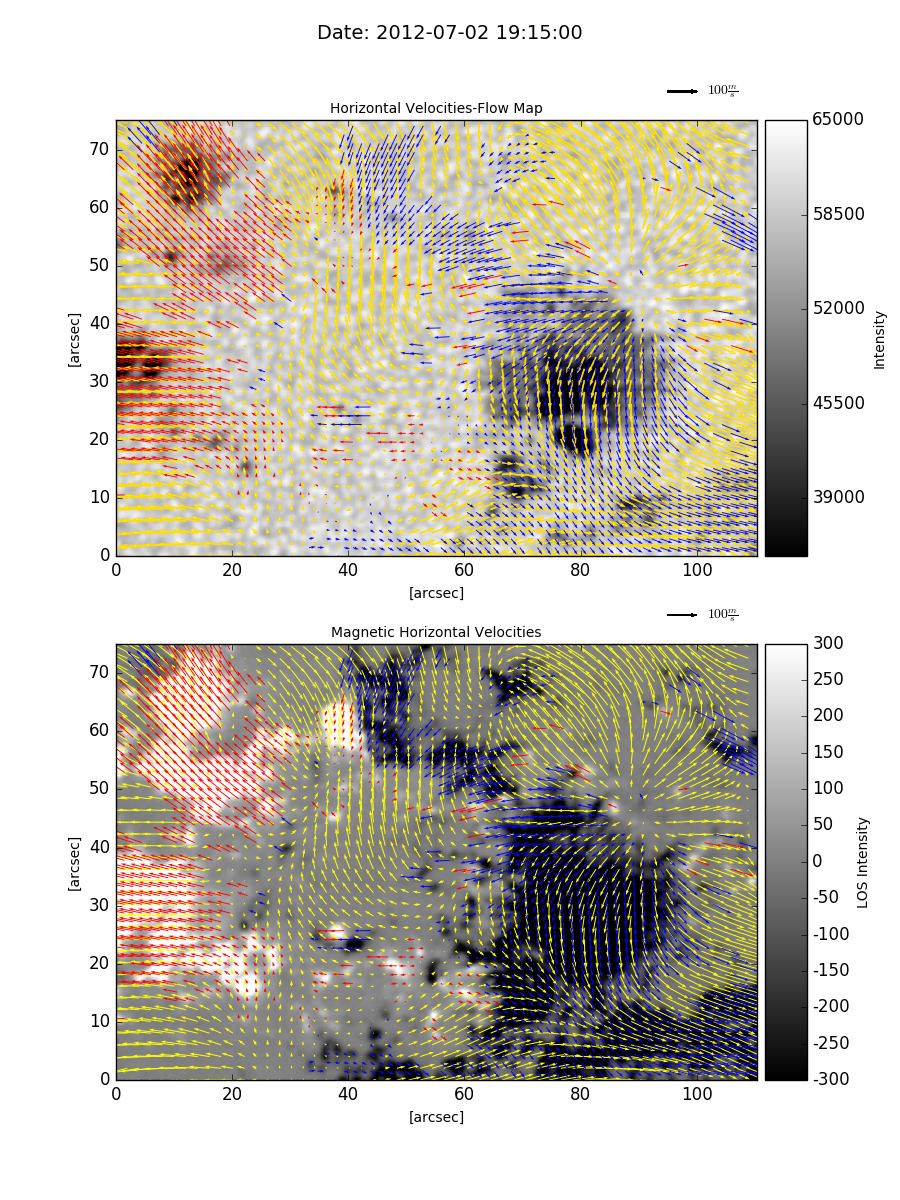 Date: 2012-07-02 19:15:00
100 m/s
Horizontal Velocities-Flow Map
70
60
50
40
30
20
10
0
[arcsec]
0 20 40 60 80 100
[arcsec]
65000
58500
52000
45500
39000
Intensity
100 m/s
Magnetic Horizontal Velocities
70
60
50
40
30
20
10
0
[arcsec]
0 20 40 60 80 100
[arcsec]
300
250
200
150
100
50
0
-50
-100
-150
-200
-250
-300
LOS Intensity